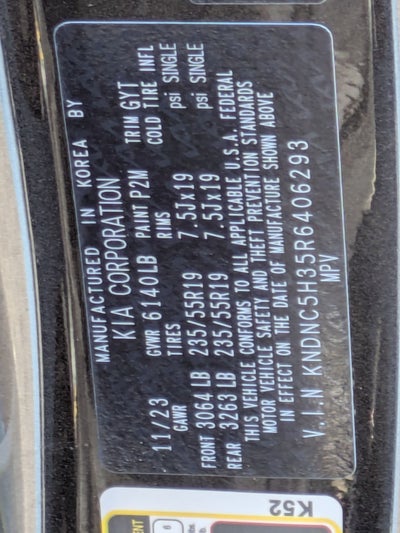 MANUFACTURED IN KOREA BY
KIA CORPORATION
11/23 GVWR 6140LB PAINT P2M TRIM GYT
GAWR TIRES RIMS COLD TIRE INFL
FRONT 3064 LB 235/55R19 7.5Jx19 psi SINGLE
REAR 3263 LB 235/55R19 7.5Jx19 psi SINGLE
THIS VEHICLE CONFORMS TO ALL APPLICABLE U.S.A. FEDERAL
MOTOR VEHICLE SAFETY AND THEFT PREVENTION STANDARDS
IN EFFECT ON THE DATE OF MANUFACTURE SHOWN ABOVE
V.I.N KNDNC5H35R6406293
MPV
K52